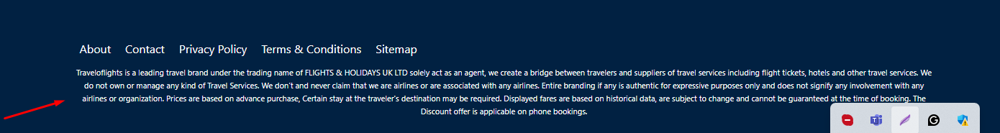 About Contact Privacy Policy Terms & Conditions Sitemap
Traveloflights is a leading travel brand under the trading name of FLIGHTS & HOLIDAYS UK LTD solely act as an agent, we create a bridge between travelers and suppliers of travel services including flight tickets, hotels and other travel services. We
do not own or manage any kind of Travel Services. We don't and never claim that we are airlines or are associated with any airlines. Entire branding if any is authentic for expressive purposes only and does not signify any involvement with any
airlines or organization. Prices are based on advance purchase, Certain stay at the traveler's destination may be required. Displayed fares are based on historical data, are subject to change and cannot be guaranteed at the time of booking. The
Discount offer is applicable on phone bookings.